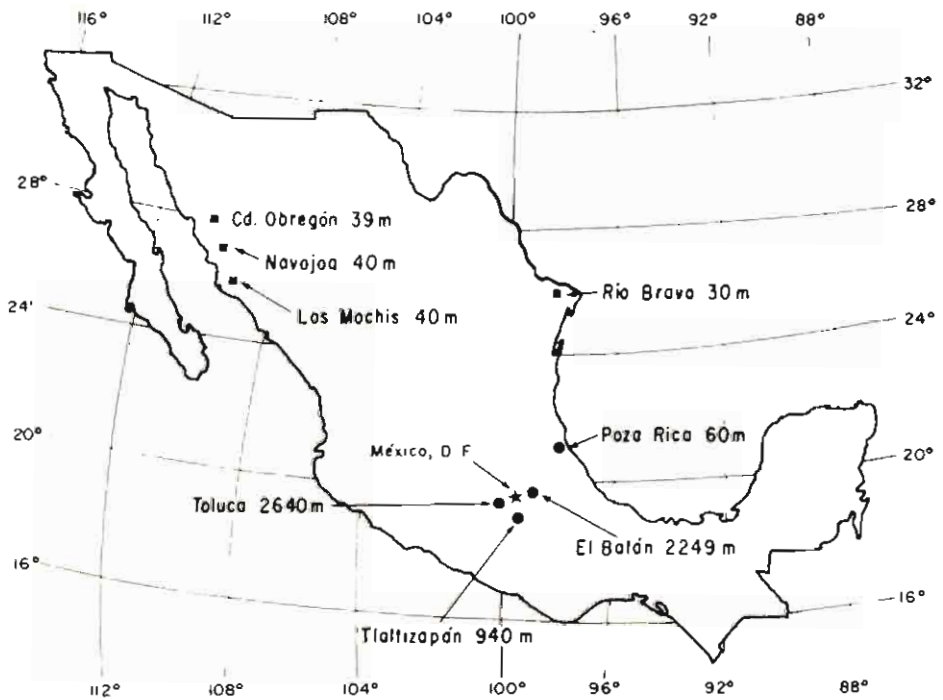 116° 112° 108° 104° 100° 96° 92° 88°
32°
28°
28°
Cd. Obregón 39 m
Navojoa 40 m
Los Mochis 40 m
Río Bravo 30 m
24'
24°
Poza Rica 60 m
México, D F
20°
20°
Toluca 2640 m
El Batán 2249 m
16°
16°
Tlaltizapán 940 m
112° 108° 104° 100° 96° 92° 88°